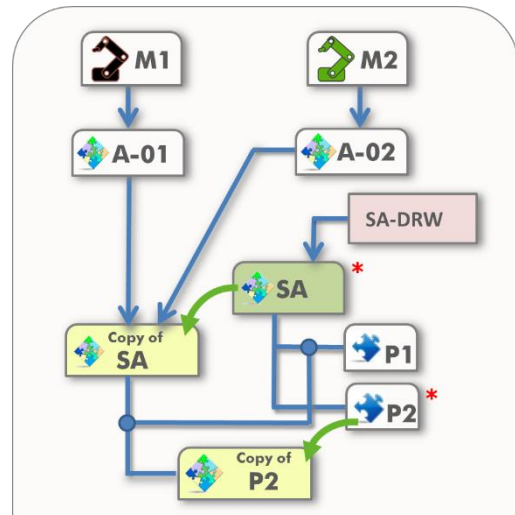 M1
M2
A-01
A-02
SA-DRW
SA *
Copy of
SA
P1
P2 *
Copy of
P2